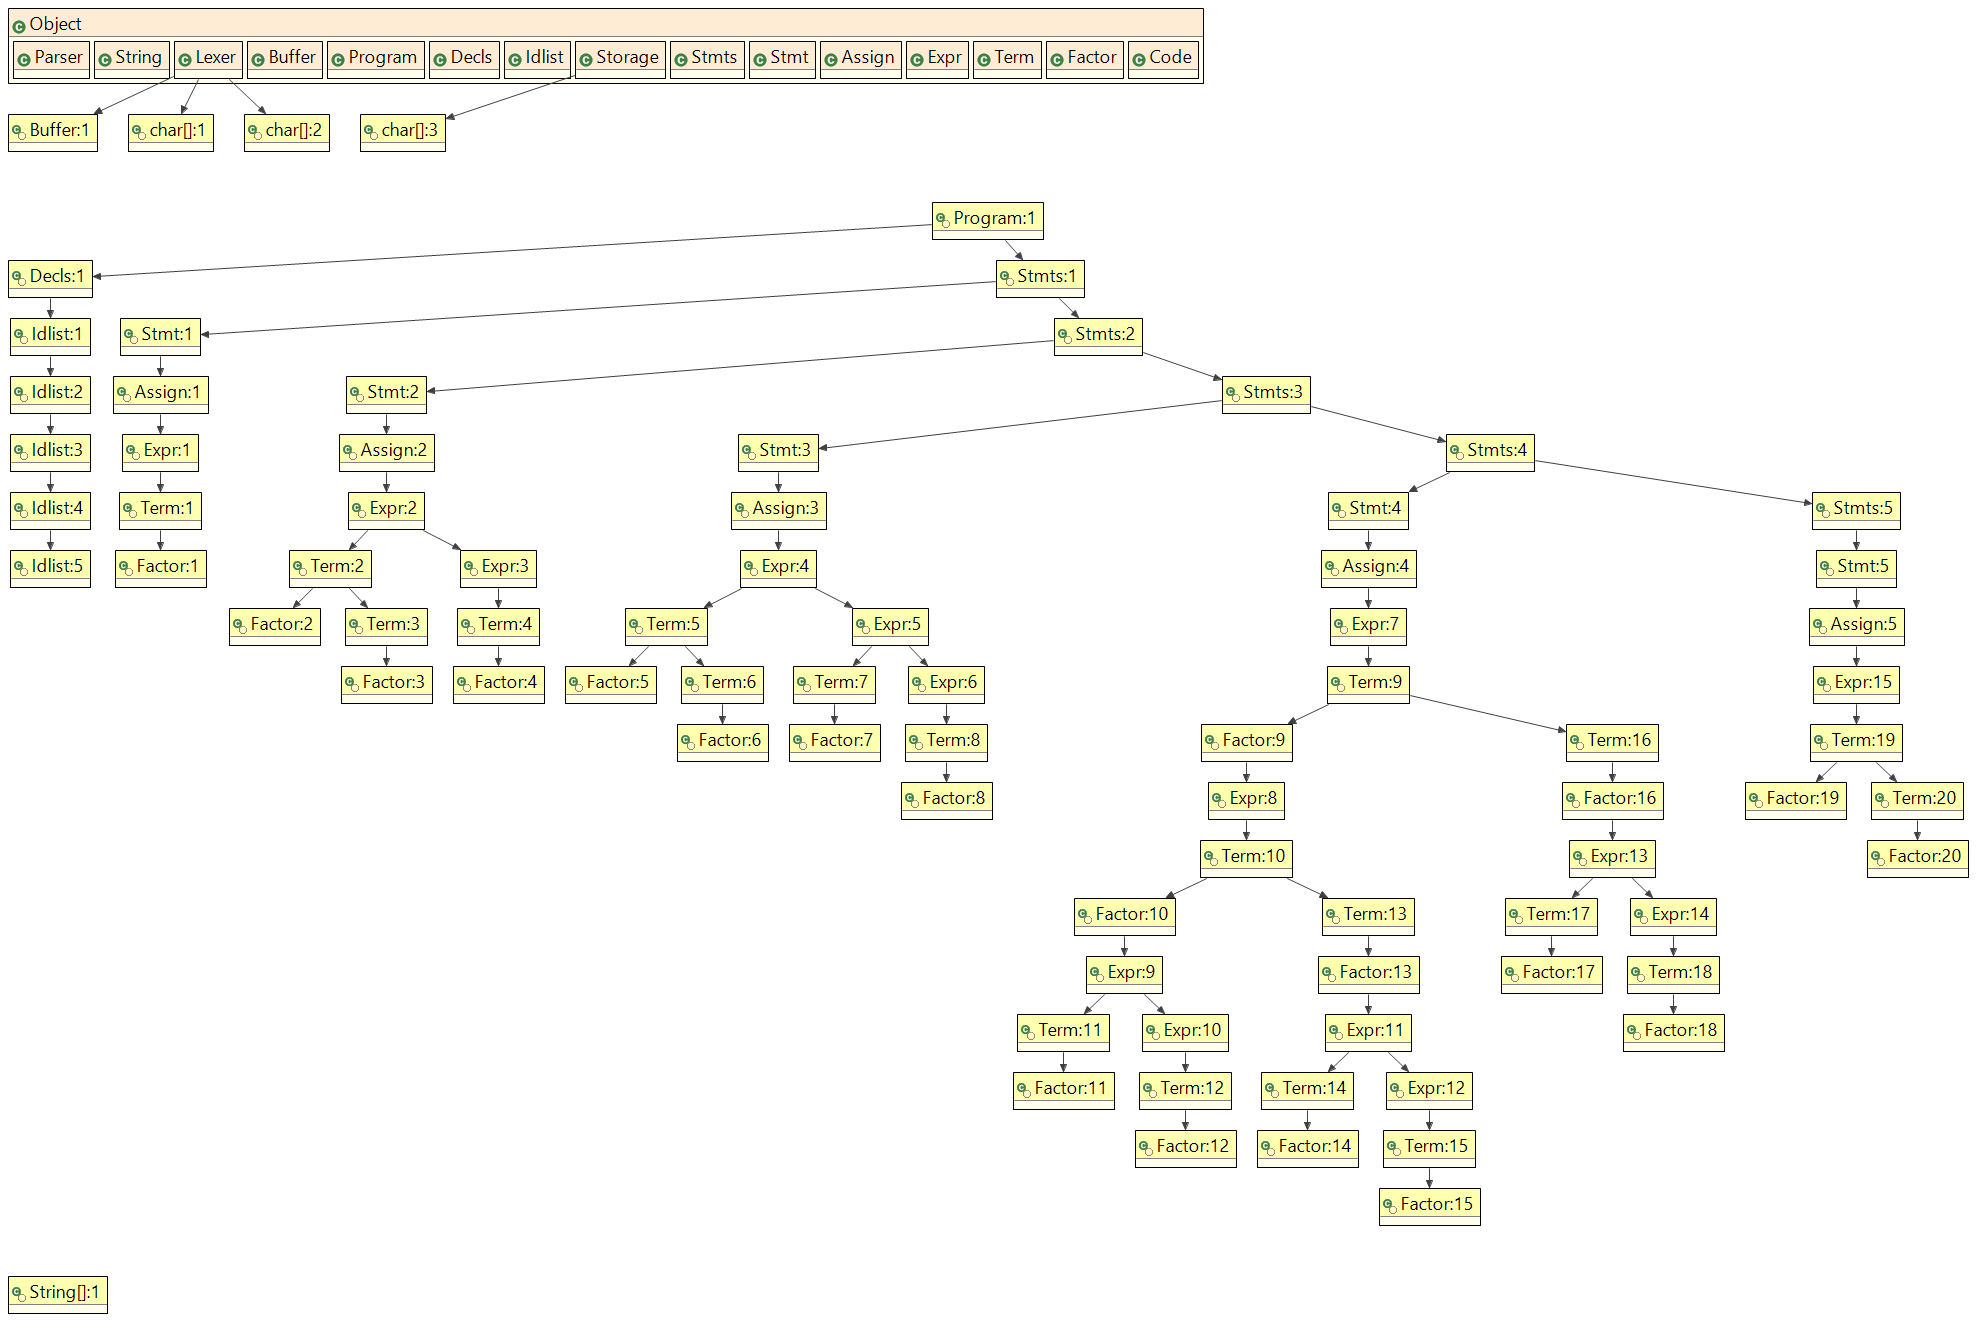 Object
Parser String Lexer Buffer Program Decls Idlist Storage Stmts Stmt Assign Expr Term Factor Code
Buffer:1 char[]:1 char[]:2 char[]:3
Program:1
Decls:1 Stmts:1
Idlist:1 Stmt:1 Stmts:2
Idlist:2 Assign:1 Stmt:2 Stmts:3
Idlist:3 Expr:1 Assign:2 Stmt:3 Stmts:4
Idlist:4 Term:1 Expr:2 Assign:3 Stmt:4 Stmts:5
Idlist:5 Factor:1 Term:2 Expr:3 Expr:4 Assign:4 Stmt:5
Factor:2 Term:3 Term:4 Term:5 Expr:5 Expr:7 Assign:5
Factor:3 Factor:4 Factor:5 Term:6 Term:7 Expr:6 Term:9 Expr:15
Factor:6 Factor:7 Term:8 Factor:9 Term:16 Term:19
Factor:8 Expr:8 Factor:16 Factor:19 Term:20
Term:10 Expr:13 Factor:20
Factor:10 Term:13 Term:17 Expr:14
Expr:9 Factor:13 Factor:17 Term:18
Term:11 Expr:10 Expr:11 Factor:18
Factor:11 Term:12 Term:14 Expr:12
Factor:12 Factor:14 Term:15
Factor:15
String[]:1